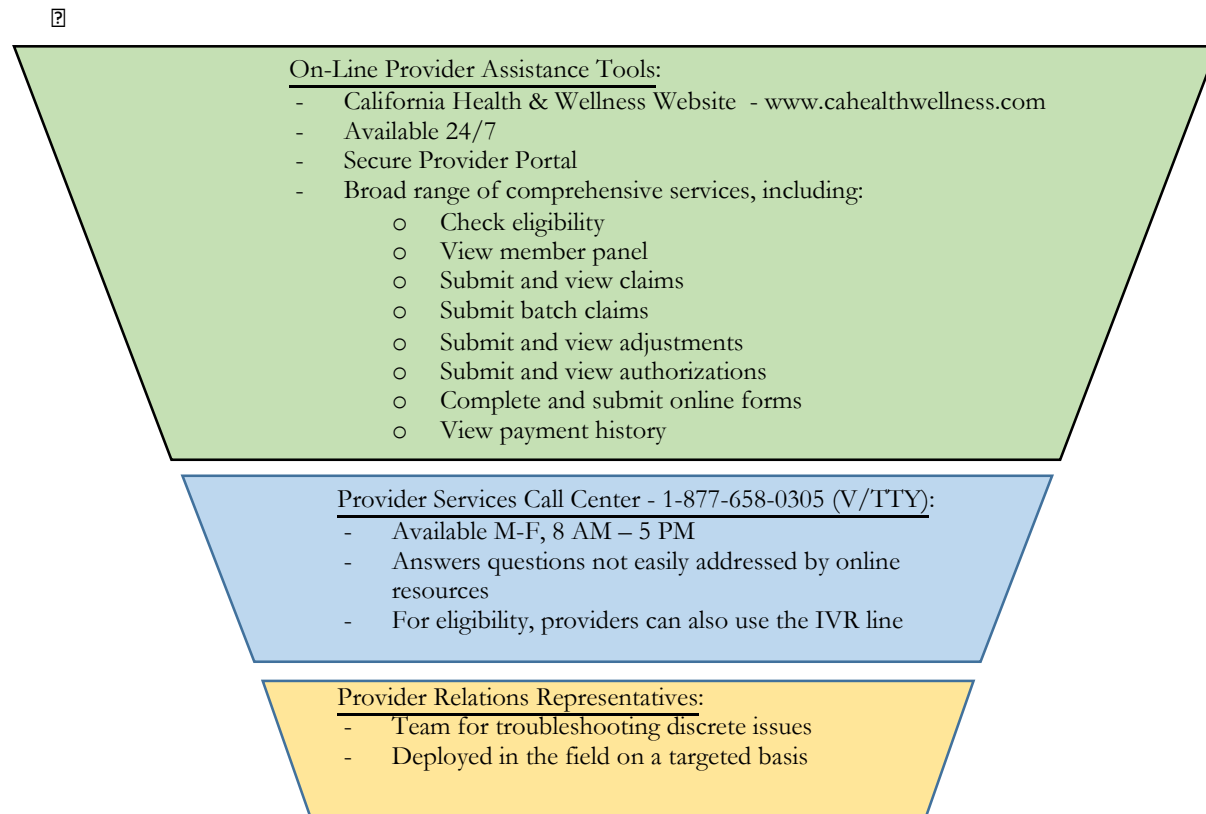 On-Line Provider Assistance Tools:
- California Health & Wellness Website - www.cahealthwellness.com
- Available 24/7
- Secure Provider Portal
- Broad range of comprehensive services, including:
o Check eligibility
o View member panel
o Submit and view claims
o Submit batch claims
o Submit and view adjustments
o Submit and view authorizations
o Complete and submit online forms
o View payment history
Provider Services Call Center - 1-877-658-0305 (V/TTY):
- Available M-F, 8 AM – 5 PM
- Answers questions not easily addressed by online
resources
- For eligibility, providers can also use the IVR line
Provider Relations Representatives:
- Team for troubleshooting discrete issues
- Deployed in the field on a targeted basis